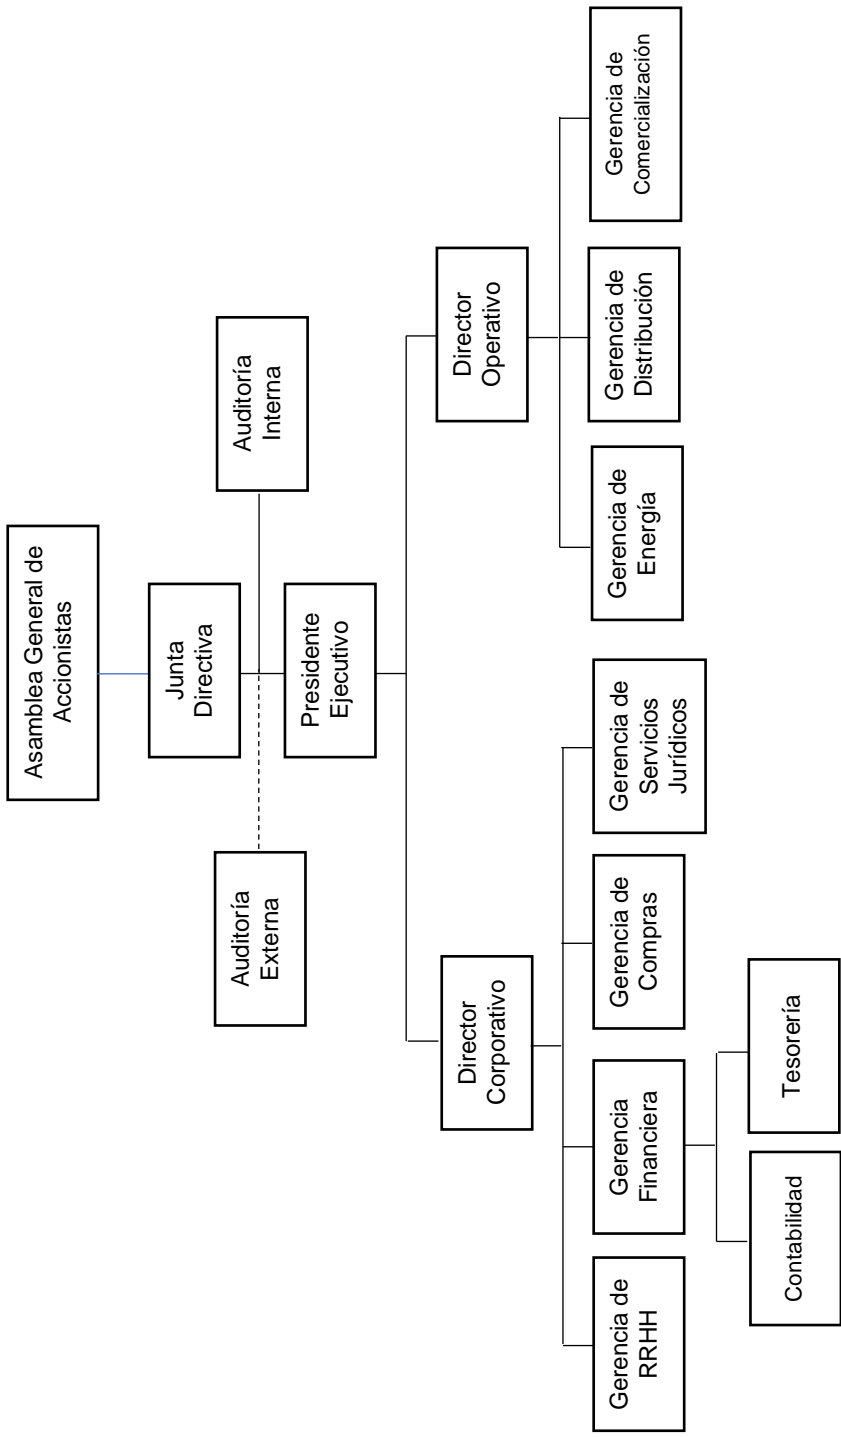 Asamblea General de
Accionistas
Junta
Directiva
Auditoría
Externa
Auditoría
Interna
Presidente
Ejecutivo
Director
Corporativo
Director
Operativo
Gerencia de
RRHH
Gerencia
Financiera
Gerencia de
Compras
Gerencia de
Servicios
Jurídicos
Gerencia de
Energía
Gerencia de
Distribución
Gerencia de
Comercialización
Contabilidad
Tesorería